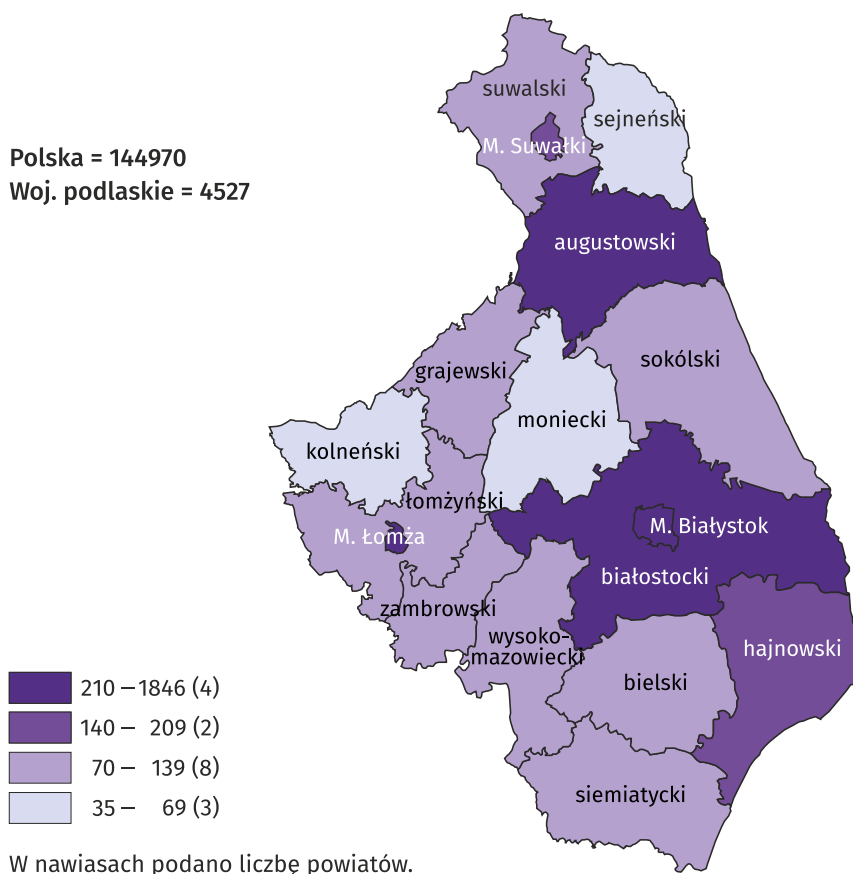 suwalski
sejneński
M. Suwałki
Polska = 144970
Woj. podlaskie = 4527
augustowski
sokólski
grajewski
moniecki
kolneński
łomżyński
M. Łomża
M. Białystok
białostocki
zambrowski
wysoko-
mazowiecki
hajnowski
bielski
siemiatycki
210 – 1846 (4)
140 – 209 (2)
70 – 139 (8)
35 – 69 (3)
W nawiasach podano liczbę powiatów.